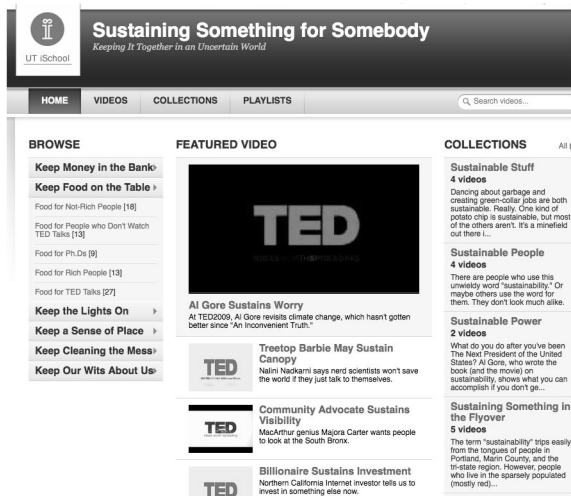 UT iSchool
Sustaining Something for Somebody
Keeping It Together in an Uncertain World
HOME
VIDEOS
COLLECTIONS
PLAYLISTS
Search videos...
BROWSE
Keep Money in the Bank
Keep Food on the Table
Food for Not-Rich People [18]
Food for People who Don't Watch
TED Talks [13]
Food for Ph.Ds [9]
Food for Rich People [13]
Food for TED Talks [27]
Keep the Lights On
Keep a Sense of Place
Keep Cleaning the Mess
Keep Our Wits About Us
FEATURED VIDEO
TED
Al Gore Sustains Worry
At TED2009, Al Gore revisits climate change, which hasn't gotten
better since "An Inconvenient Truth."
TED
Treetop Barbie May Sustain
Canopy
Nalini Nadkarni says nerd scientists won't save
the world if they just talk to themselves.
TED
Community Advocate Sustains
Visibility
MacArthur genius Majora Carter wants people
to look at the South Bronx.
TED
Billionaire Sustains Investment
Northern California Internet investor tells us to
invest in something else now.
COLLECTIONS
All
Sustainable Stuff
4 videos
Dancing about garbage and
creating green-collar jobs are both
sustainable. Really. One kind of
potato chip is sustainable, but most
of the others aren't. It's a minefield
out there i...
Sustainable People
4 videos
There are people who use this
unwieldy word "sustainability." Or
maybe others use the word for
them. They don't look much alike.
Sustainable Power
2 videos
What do you do after you've been
The Next President of the United
States? Al Gore, who wrote the
book (and the movie) on
sustainability, shows what you can
accomplish if you don't ge...
Sustaining Something in
the Flyover
5 videos
The term "sustainability" trips easily
from the tongues of people in
Portland, Marin County, and the
tri-state region. However, people
who live in the sparsely populated
(mostly red)...